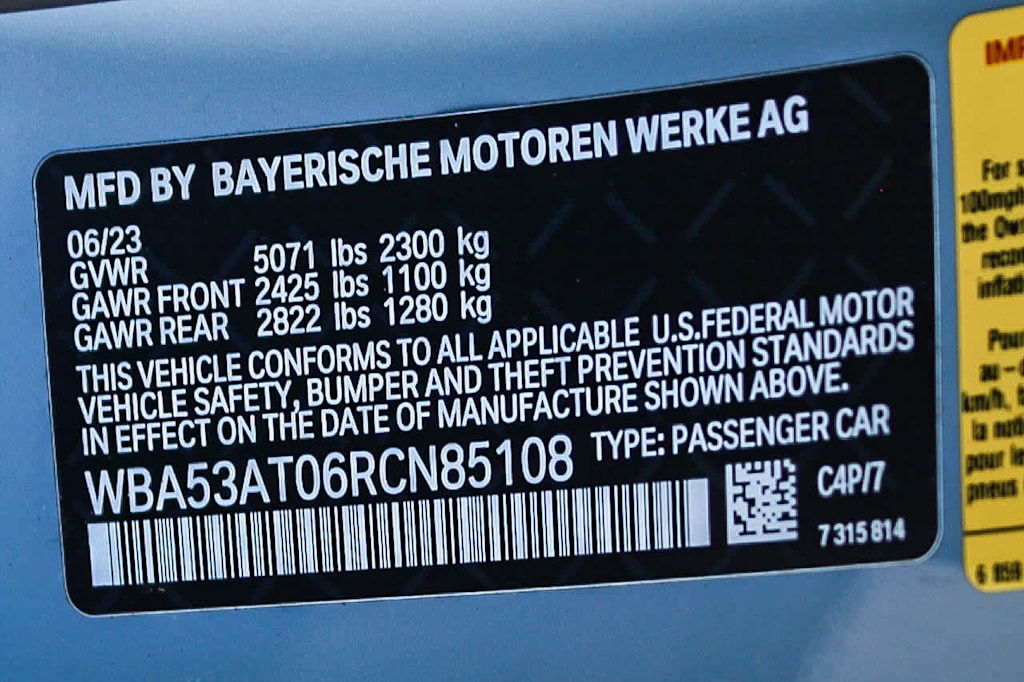 MFD BY BAYERISCHE MOTOREN WERKE AG
06/23
GVWR 5071 lbs 2300 kg
GAWR FRONT 2425 lbs 1100 kg
GAWR REAR 2822 lbs 1280 kg
THIS VEHICLE CONFORMS TO ALL APPLICABLE U.S.FEDERAL MOTOR
VEHICLE SAFETY, BUMPER AND THEFT PREVENTION STANDARDS
IN EFFECT ON THE DATE OF MANUFACTURE SHOWN ABOVE.
WBA53AT06RCN85108 TYPE: PASSENGER CAR
C4P/7
7 315 814
For
100mph
the
Pour
au –
km/h,
la
pour
pneus